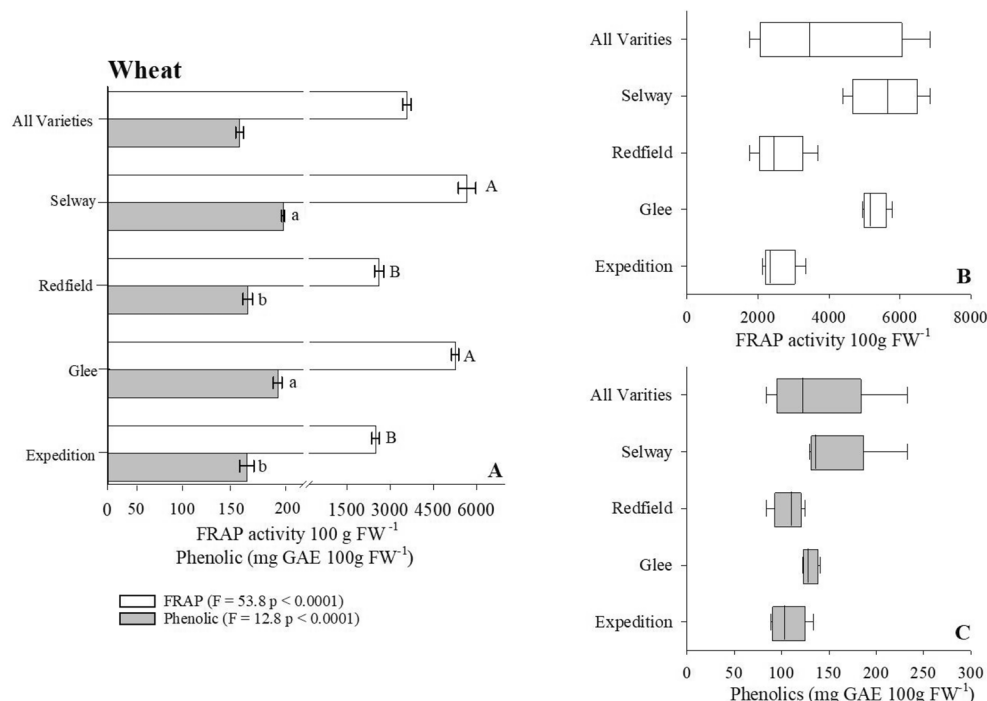 Wheat
All Varieties
Selway
A
a
Redfield
B
b
Glee
A
a
Expedition
B
b
A
0 50 100 150 200 1500 3000 4500 6000
FRAP activity 100 g FW⁻¹
Phenolic (mg GAE 100g FW⁻¹)
FRAP (F = 53.8 p < 0.0001)
Phenolic (F = 12.8 p < 0.0001)
All Varities
Selway
Redfield
Glee
Expedition
B
0 2000 4000 6000 8000
FRAP activity 100g FW⁻¹
All Varities
Selway
Redfield
Glee
Expedition
C
0 50 100 150 200 250 300
Phenolics (mg GAE 100g FW⁻¹)